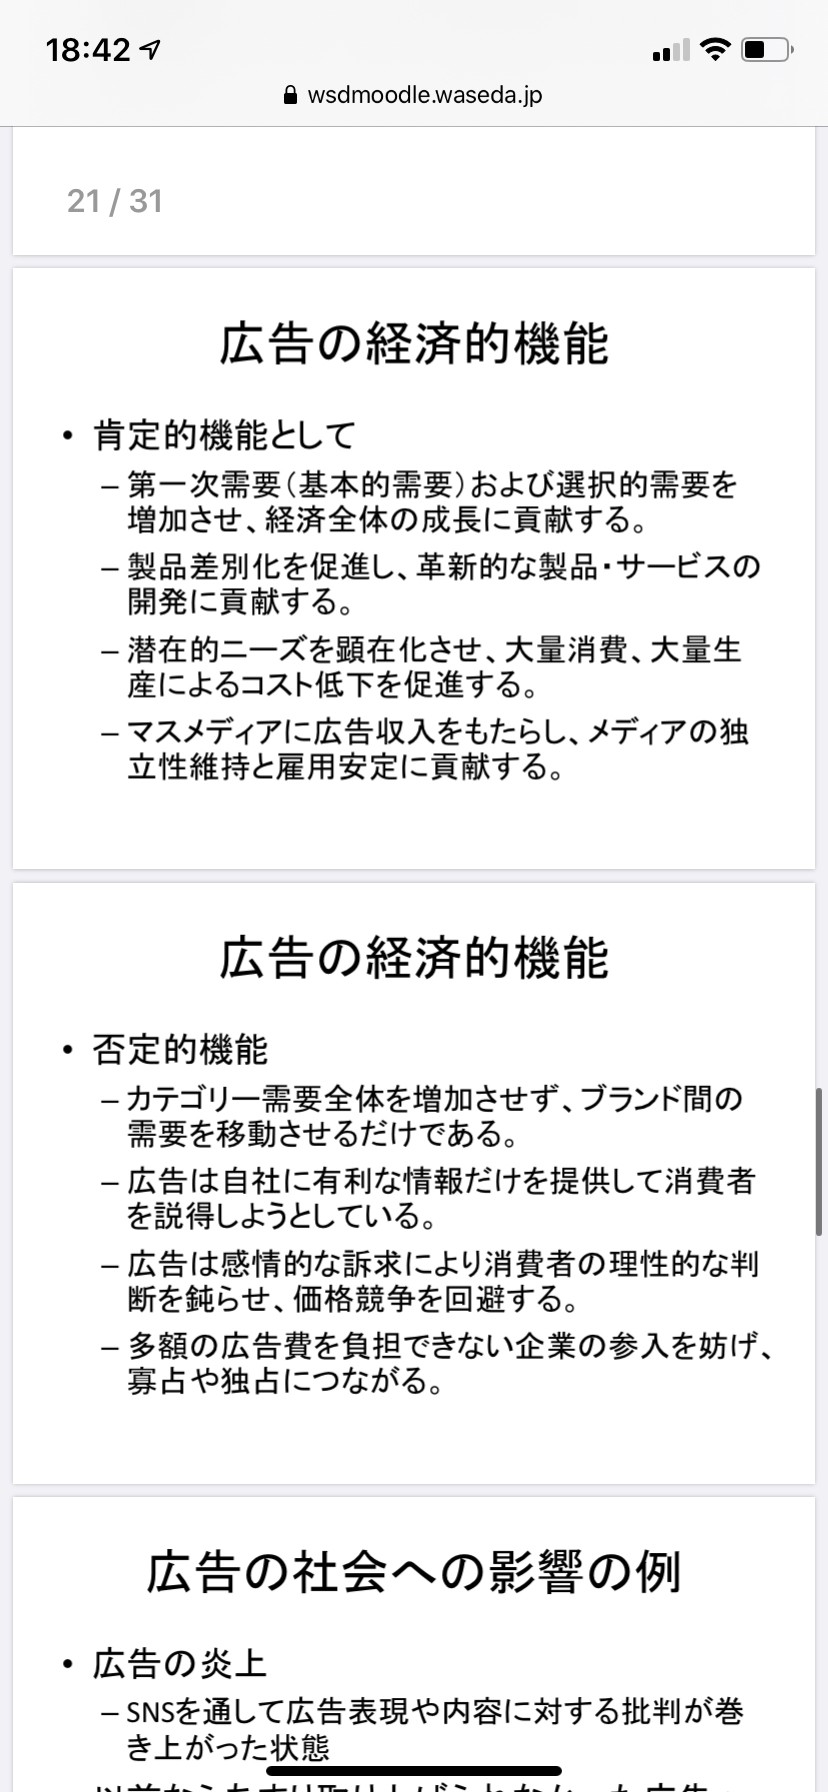 18:42
wsdmoodle.waseda.jp
21 / 31
広告の経済的機能
• 肯定的機能として
– 第一次需要(基本的需要)および選択的需要を
増加させ、経済全体の成長に貢献する。
– 製品差別化を促進し、革新的な製品・サービスの
開発に貢献する。
– 潜在的ニーズを顕在化させ、大量消費、大量生
産によるコスト低下を促進する。
– マスメディアに広告収入をもたらし、メディアの独
立性維持と雇用安定に貢献する。
広告の経済的機能
• 否定的機能
– カテゴリー需要全体を増加させず、ブランド間の
需要を移動させるだけである。
– 広告は自社に有利な情報だけを提供して消費者
を説得しようとしている。
– 広告は感情的な訴求により消費者の理性的な判
断を鈍らせ、価格競争を回避する。
– 多額の広告費を負担できない企業の参入を妨げ、
寡占や独占につながる。
広告の社会への影響の例
• 広告の炎上
– SNSを通して広告表現や内容に対する批判が巻
き上がった状態